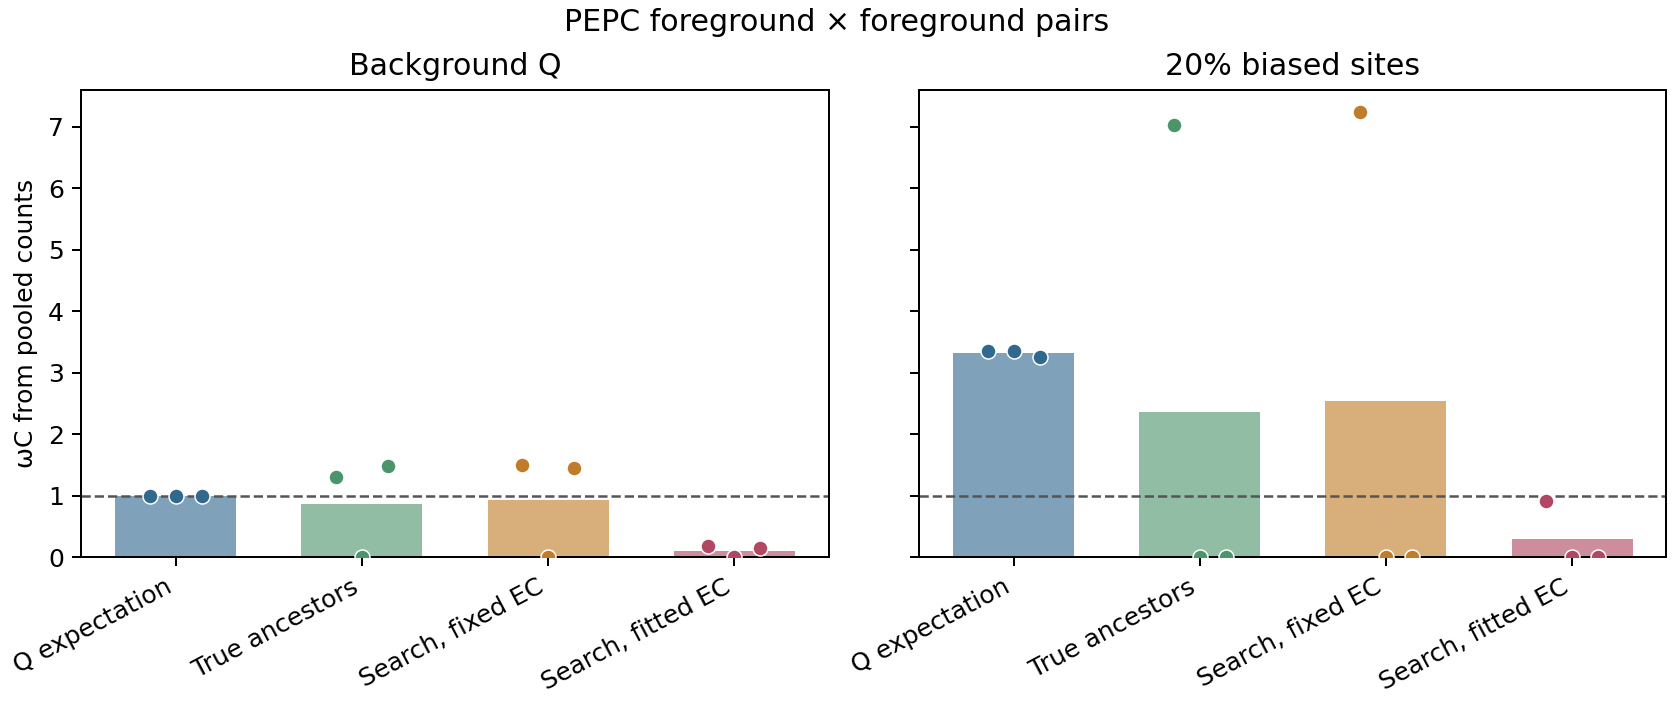 PEPC foreground × foreground pairs
Background Q
20% biased sites
ωC from pooled counts
7
6
5
4
3
2
1
0
Q expectation
True ancestors
Search, fixed EC
Search, fitted EC
Q expectation
True ancestors
Search, fixed EC
Search, fitted EC